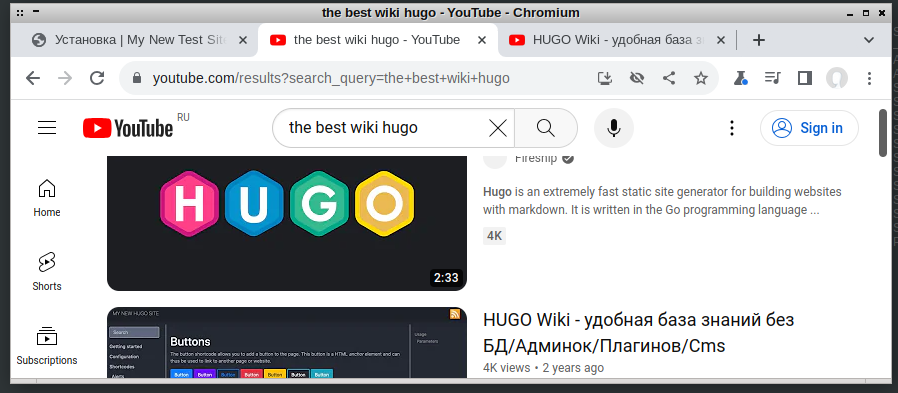 the best wiki hugo - YouTube - Chromium
Установка | My New Test Sit
the best wiki hugo - YouTube
HUGO Wiki - удобная база з
youtube.com/results?search_query=the+best+wiki+hugo
YouTube RU
the best wiki hugo
Sign in
Home
Shorts
Subscriptions
HUGO
2:33
Fireship
Hugo is an extremely fast static site generator for building websites
with markdown. It is written in the Go programming language ...
4K
MY NEW HUGO SITE
Search
Getting started
Configuration
Shortcodes
Alerts
Buttons
The button shortcode allows you to add a button to the page. This button is a HTML anchor element and can
thus be used to link to another page or website.
Button Button Button Button Button Button Button
Usage
Parameters
HUGO Wiki - удобная база знаний без
БД/Админок/Плагинов/Cms
4K views • 2 years ago